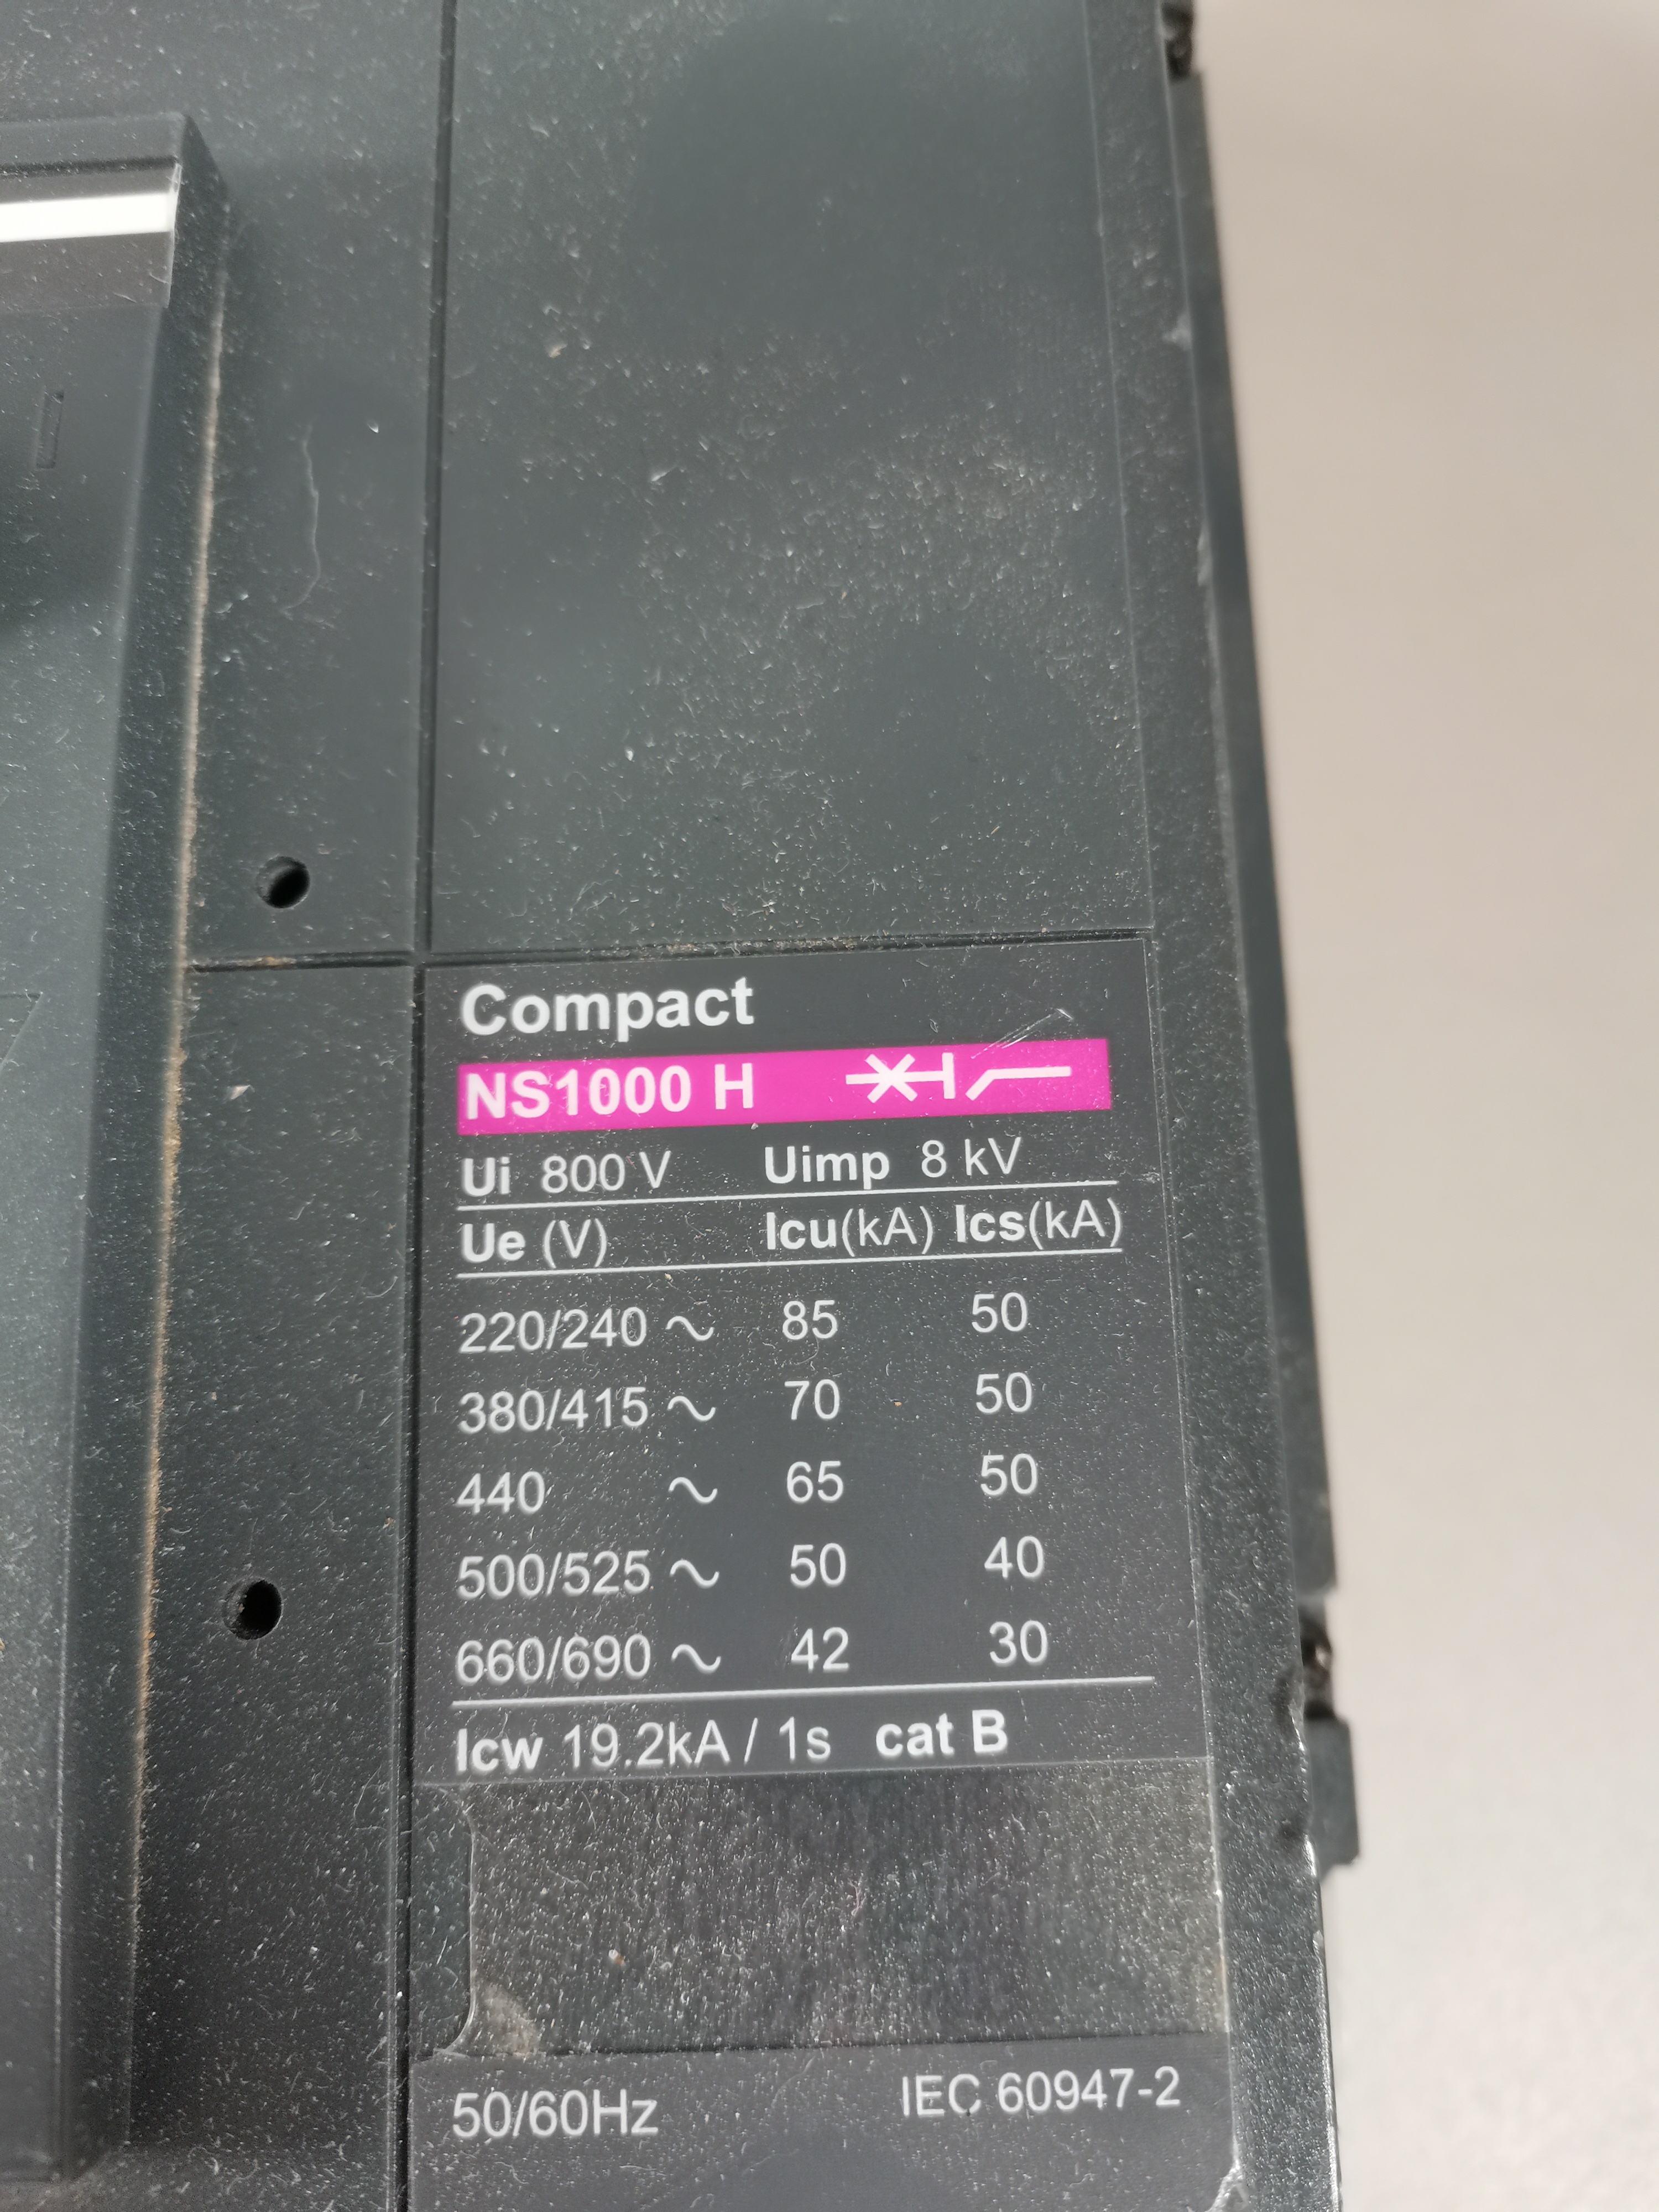 Compact
NS1000 H
Ui 800 V Uimp 8 kV
Ue (V) Icu(kA) Ics(kA)
220/240 ~ 85 50
380/415 ~ 70 50
440 ~ 65 50
500/525 ~ 50 40
660/690 ~ 42 30
Icw 19.2kA / 1s cat B
50/60Hz IEC 60947-2